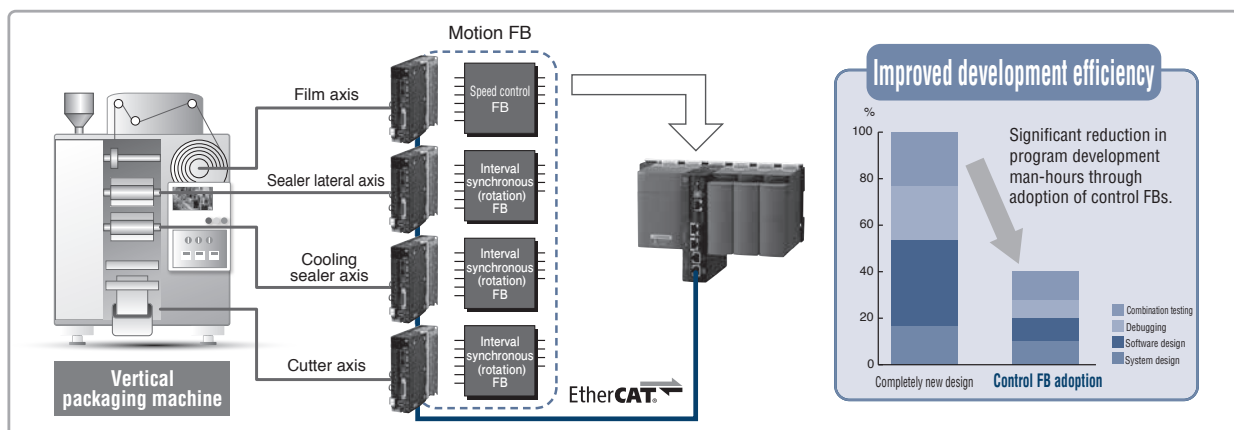 Motion FB
Film axis
Speed control
FB
Sealer lateral axis
Interval
synchronous
(rotation)
FB
Cooling
sealer axis
Interval
synchronous
(rotation)
FB
Cutter axis
Interval
synchronous
(rotation)
FB
Vertical
packaging machine
EtherCAT®
Improved development efficiency
%
100
80
60
40
20
0
Significant reduction in
program development
man-hours through
adoption of control FBs.
Combination testing
Debugging
Software design
System design
Completely new design
Control FB adoption